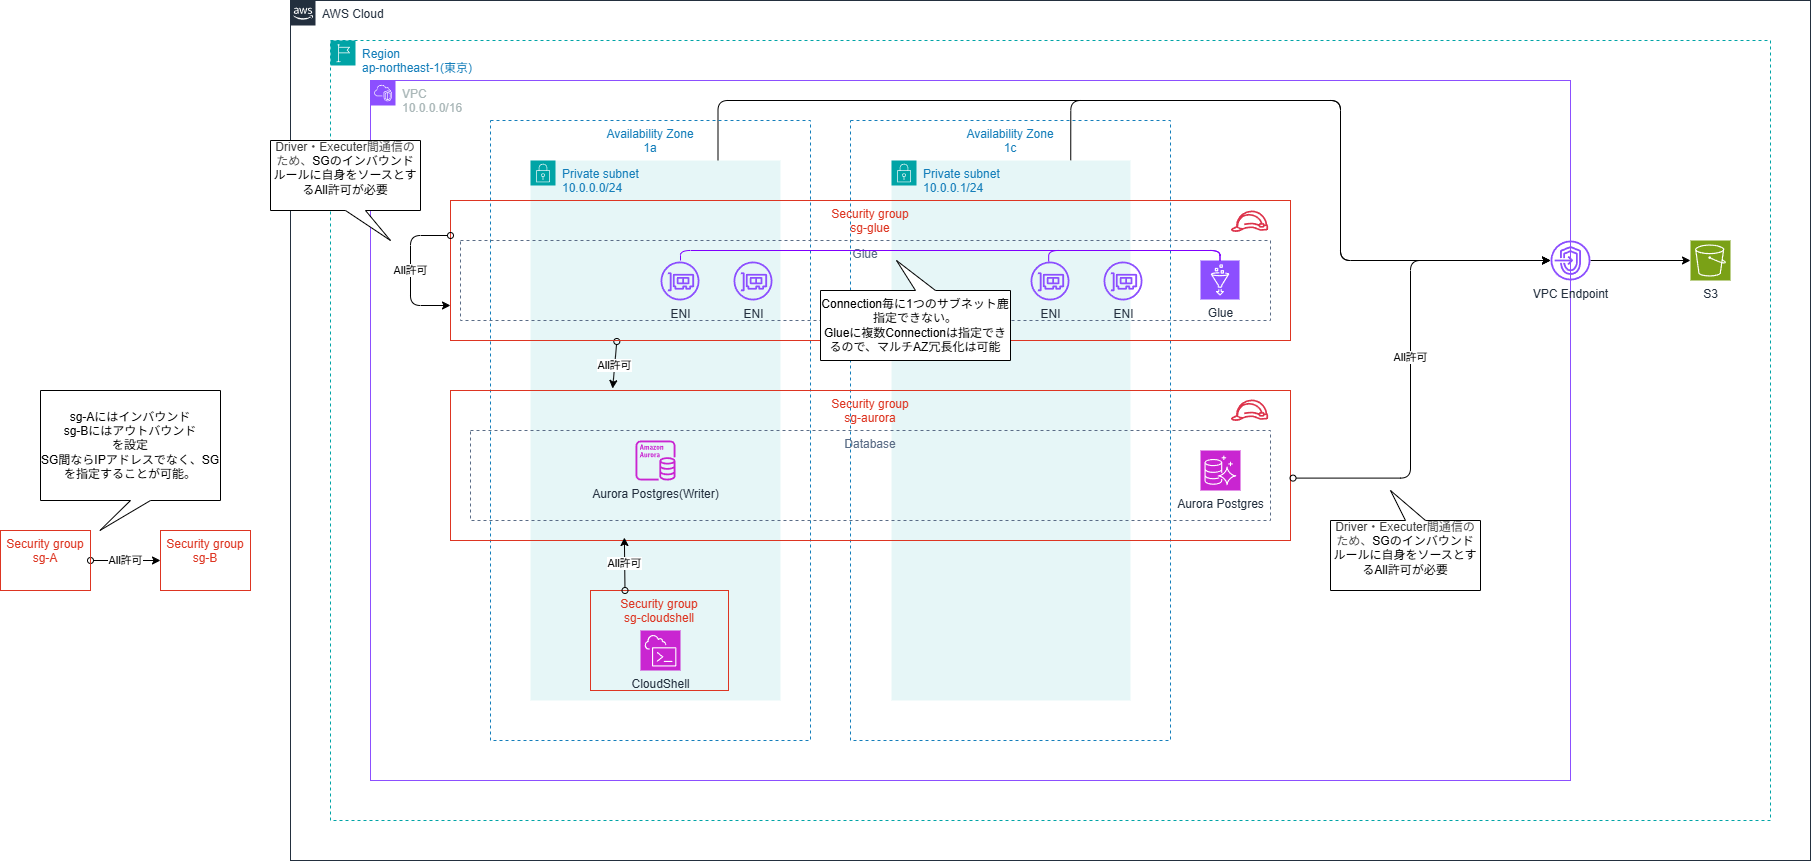 aws
AWS Cloud
Region
ap-northeast-1(東京)
VPC
10.0.0.0/16
Availability Zone
1a
Availability Zone
1c
Driver・Executer間通信の
ため、SGのインバウンド
ルールに自身をソースとす
るAll許可が必要
Private subnet
10.0.0.0/24
Private subnet
10.0.0.1/24
Security group
sg-glue
Glue
All許可
ENI
ENI
ENI
ENI
Glue
VPC Endpoint
S3
Connection毎に1つのサブネット鹿
指定できない。
Glueに複数Connectionは指定でき
るので、マルチAZ冗長化は可能
All許可
All許可
Security group
sg-aurora
Database
Amazon
Aurora
Aurora Postgres(Writer)
Aurora Postgres
sg-Aにはインバウンド
sg-Bにはアウトバウンド
を設定
SG間ならIPアドレスでなく、SG
を指定することが可能。
Security group
sg-A
All許可
Security group
sg-B
Driver・Executer間通信の
ため、SGのインバウンド
ルールに自身をソースとす
るAll許可が必要
All許可
Security group
sg-cloudshell
CloudShell